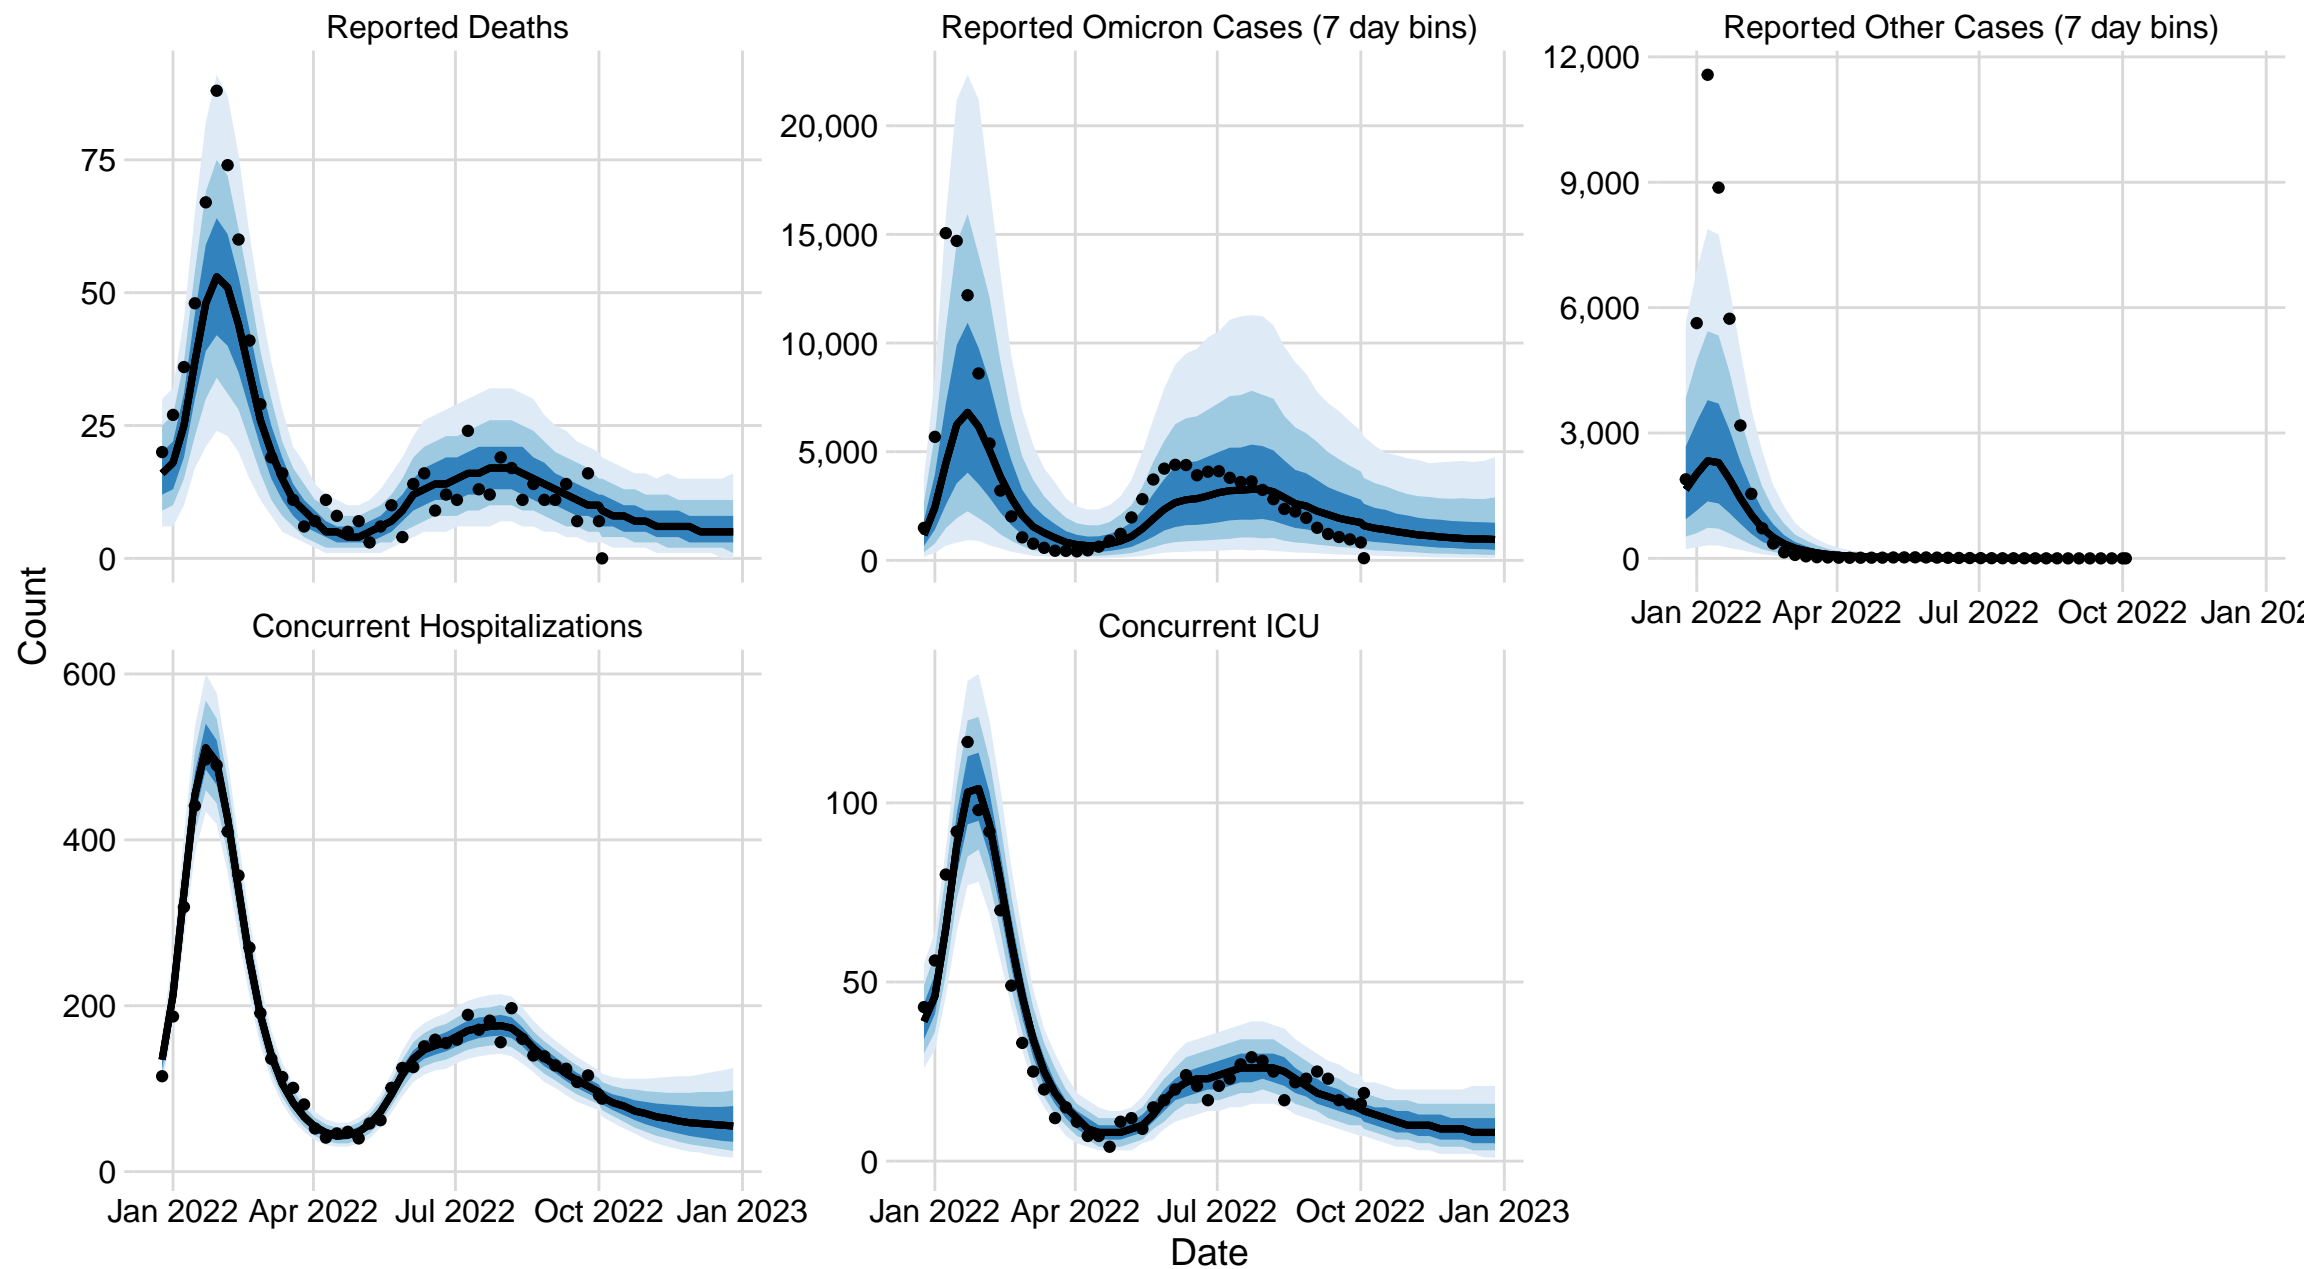 Reported Deaths
75
50
25
0
Reported Omicron Cases (7 day bins)
20,000
15,000
10,000
5,000
0
Reported Other Cases (7 day bins)
12,000
9,000
6,000
3,000
0
Jan 2022 Apr 2022 Jul 2022 Oct 2022 Jan 202
Count
Concurrent Hospitalizations
600
400
200
0
Jan 2022 Apr 2022 Jul 2022 Oct 2022 Jan 2023
Concurrent ICU
100
50
0
Jan 2022 Apr 2022 Jul 2022 Oct 2022 Jan 2023
Date